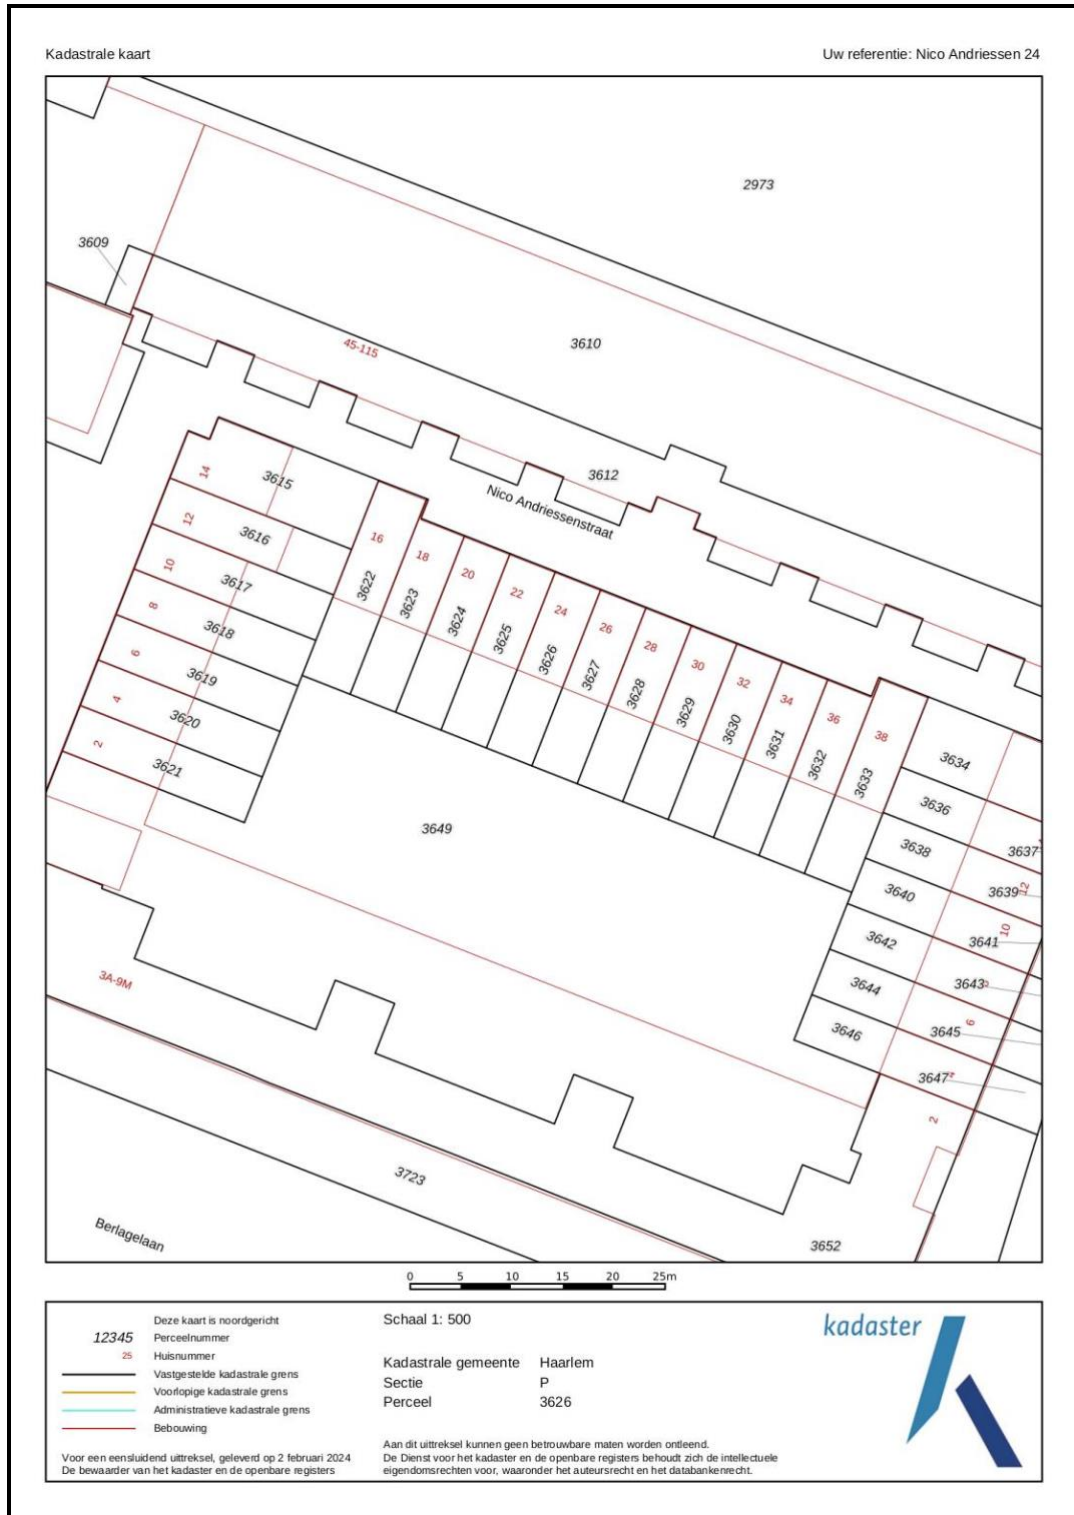 Kadastrale kaart
Uw referentie: Nico Andriessen 24
2973
3609
3610
45-115
3612
Nico Andriessenstraat
14
3615
12
3616
10
3617
8
3618
6
3619
4
3620
2
3621
16
3622
18
3623
20
3624
22
3625
24
3626
26
3627
28
3628
30
3629
32
3630
34
3631
36
3632
38
3633
3634
3636
3637
3638
3639
12
3640
10
3641
3642
3643
3644
6
3645
3646
3647
4
2
3649
3A-9M
3723
Berlagelaan
3652
0 5 10 15 20 25m
Deze kaart is noordgericht
12345 Perceelnummer
25 Huisnummer
Vastgestelde kadastrale grens
Voorlopige kadastrale grens
Administratieve kadastrale grens
Bebouwing
Voor een eensluidend uittreksel, geleverd op 2 februari 2024
De bewaarder van het kadaster en de openbare registers
Schaal 1: 500
Kadastrale gemeente Haarlem
Sectie P
Perceel 3626
Aan dit uittreksel kunnen geen betrouwbare maten worden ontleend.
De Dienst voor het kadaster en de openbare registers behoudt zich de intellectuele
eigendomsrechten voor, waaronder het auteursrecht en het databankenrecht.
kadaster